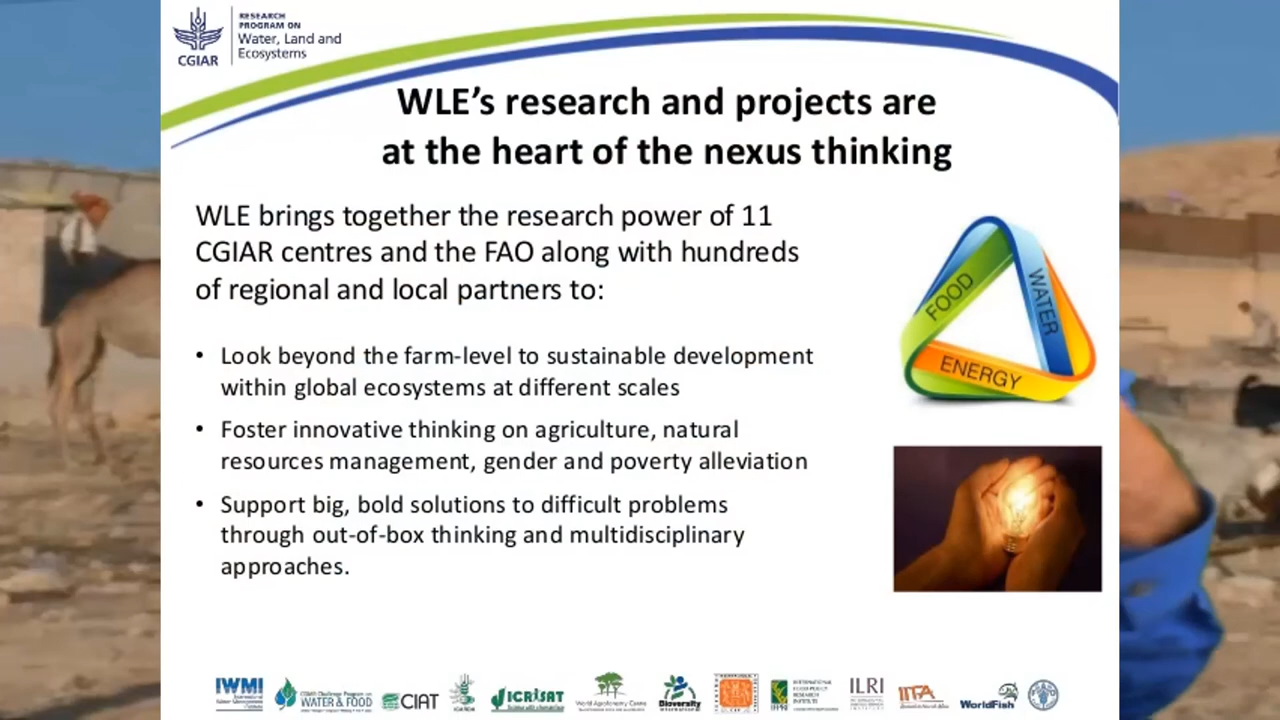 RESEARCH
PROGRAM ON
Water, Land and
Ecosystems
CGIAR
WLE’s research and projects are
at the heart of the nexus thinking
WLE brings together the research power of 11
CGIAR centres and the FAO along with hundreds
of regional and local partners to:
• Look beyond the farm-level to sustainable development
within global ecosystems at different scales
• Foster innovative thinking on agriculture, natural
resources management, gender and poverty alleviation
• Support big, bold solutions to difficult problems
through out-of-box thinking and multidisciplinary
approaches.
FOOD
WATER
ENERGY
IWMI
WATER & FOOD
CIAT
ICRISAT
World Agroforestry Centre
Bioversity
ILRI
IITA
WorldFish